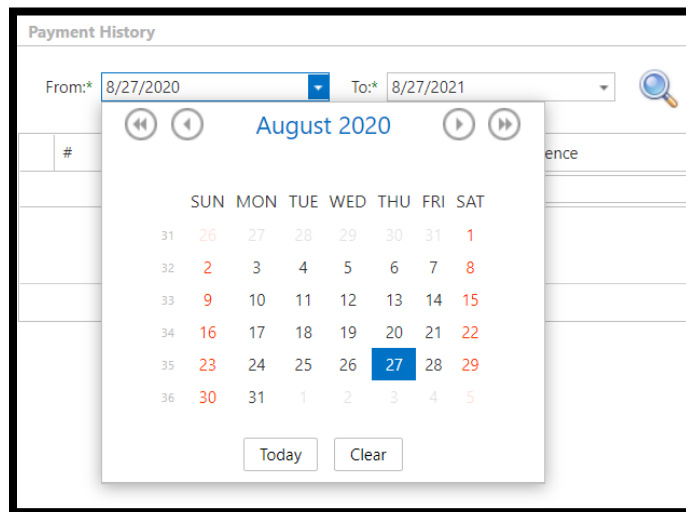 Payment History
From:* 8/27/2020 To:* 8/27/2021
August 2020
# ence
SUN MON TUE WED THU FRI SAT
31 26 27 28 29 30 31 1
32 2 3 4 5 6 7 8
33 9 10 11 12 13 14 15
34 16 17 18 19 20 21 22
35 23 24 25 26 27 28 29
36 30 31 1 2 3 4 5
Today Clear